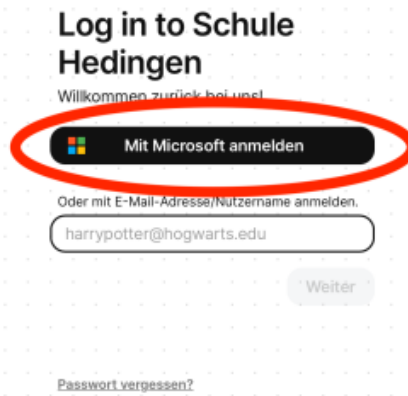 Log in to Schule
Hedingen
Willkommen zurück bei uns!
Mit Microsoft anmelden
Oder mit E-Mail-Adresse/Nutzername anmelden.
harrypotter@hogwarts.edu
Weiter
Passwort vergessen?